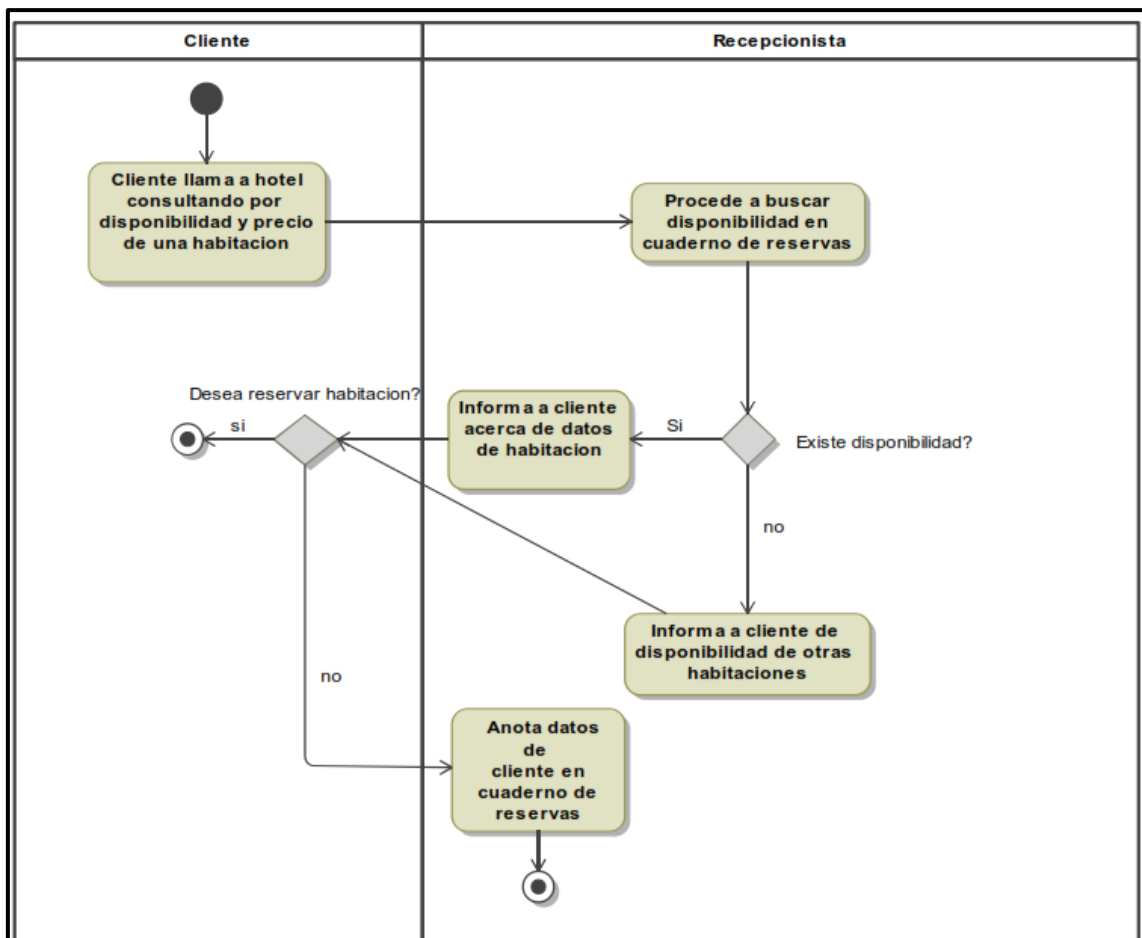 Cliente
Recepcionista
Cliente llama a hotel
consultando por
disponibilidad y precio
de una habitacion
Procede a buscar
disponibilidad en
cuaderno de reservas
Desea reservar habitacion?
si
Informa a cliente
acerca de datos
de habitacion
Si
Existe disponibilidad?
no
Informa a cliente de
disponibilidad de otras
habitaciones
no
Anota datos
de
cliente en
cuaderno de
reservas